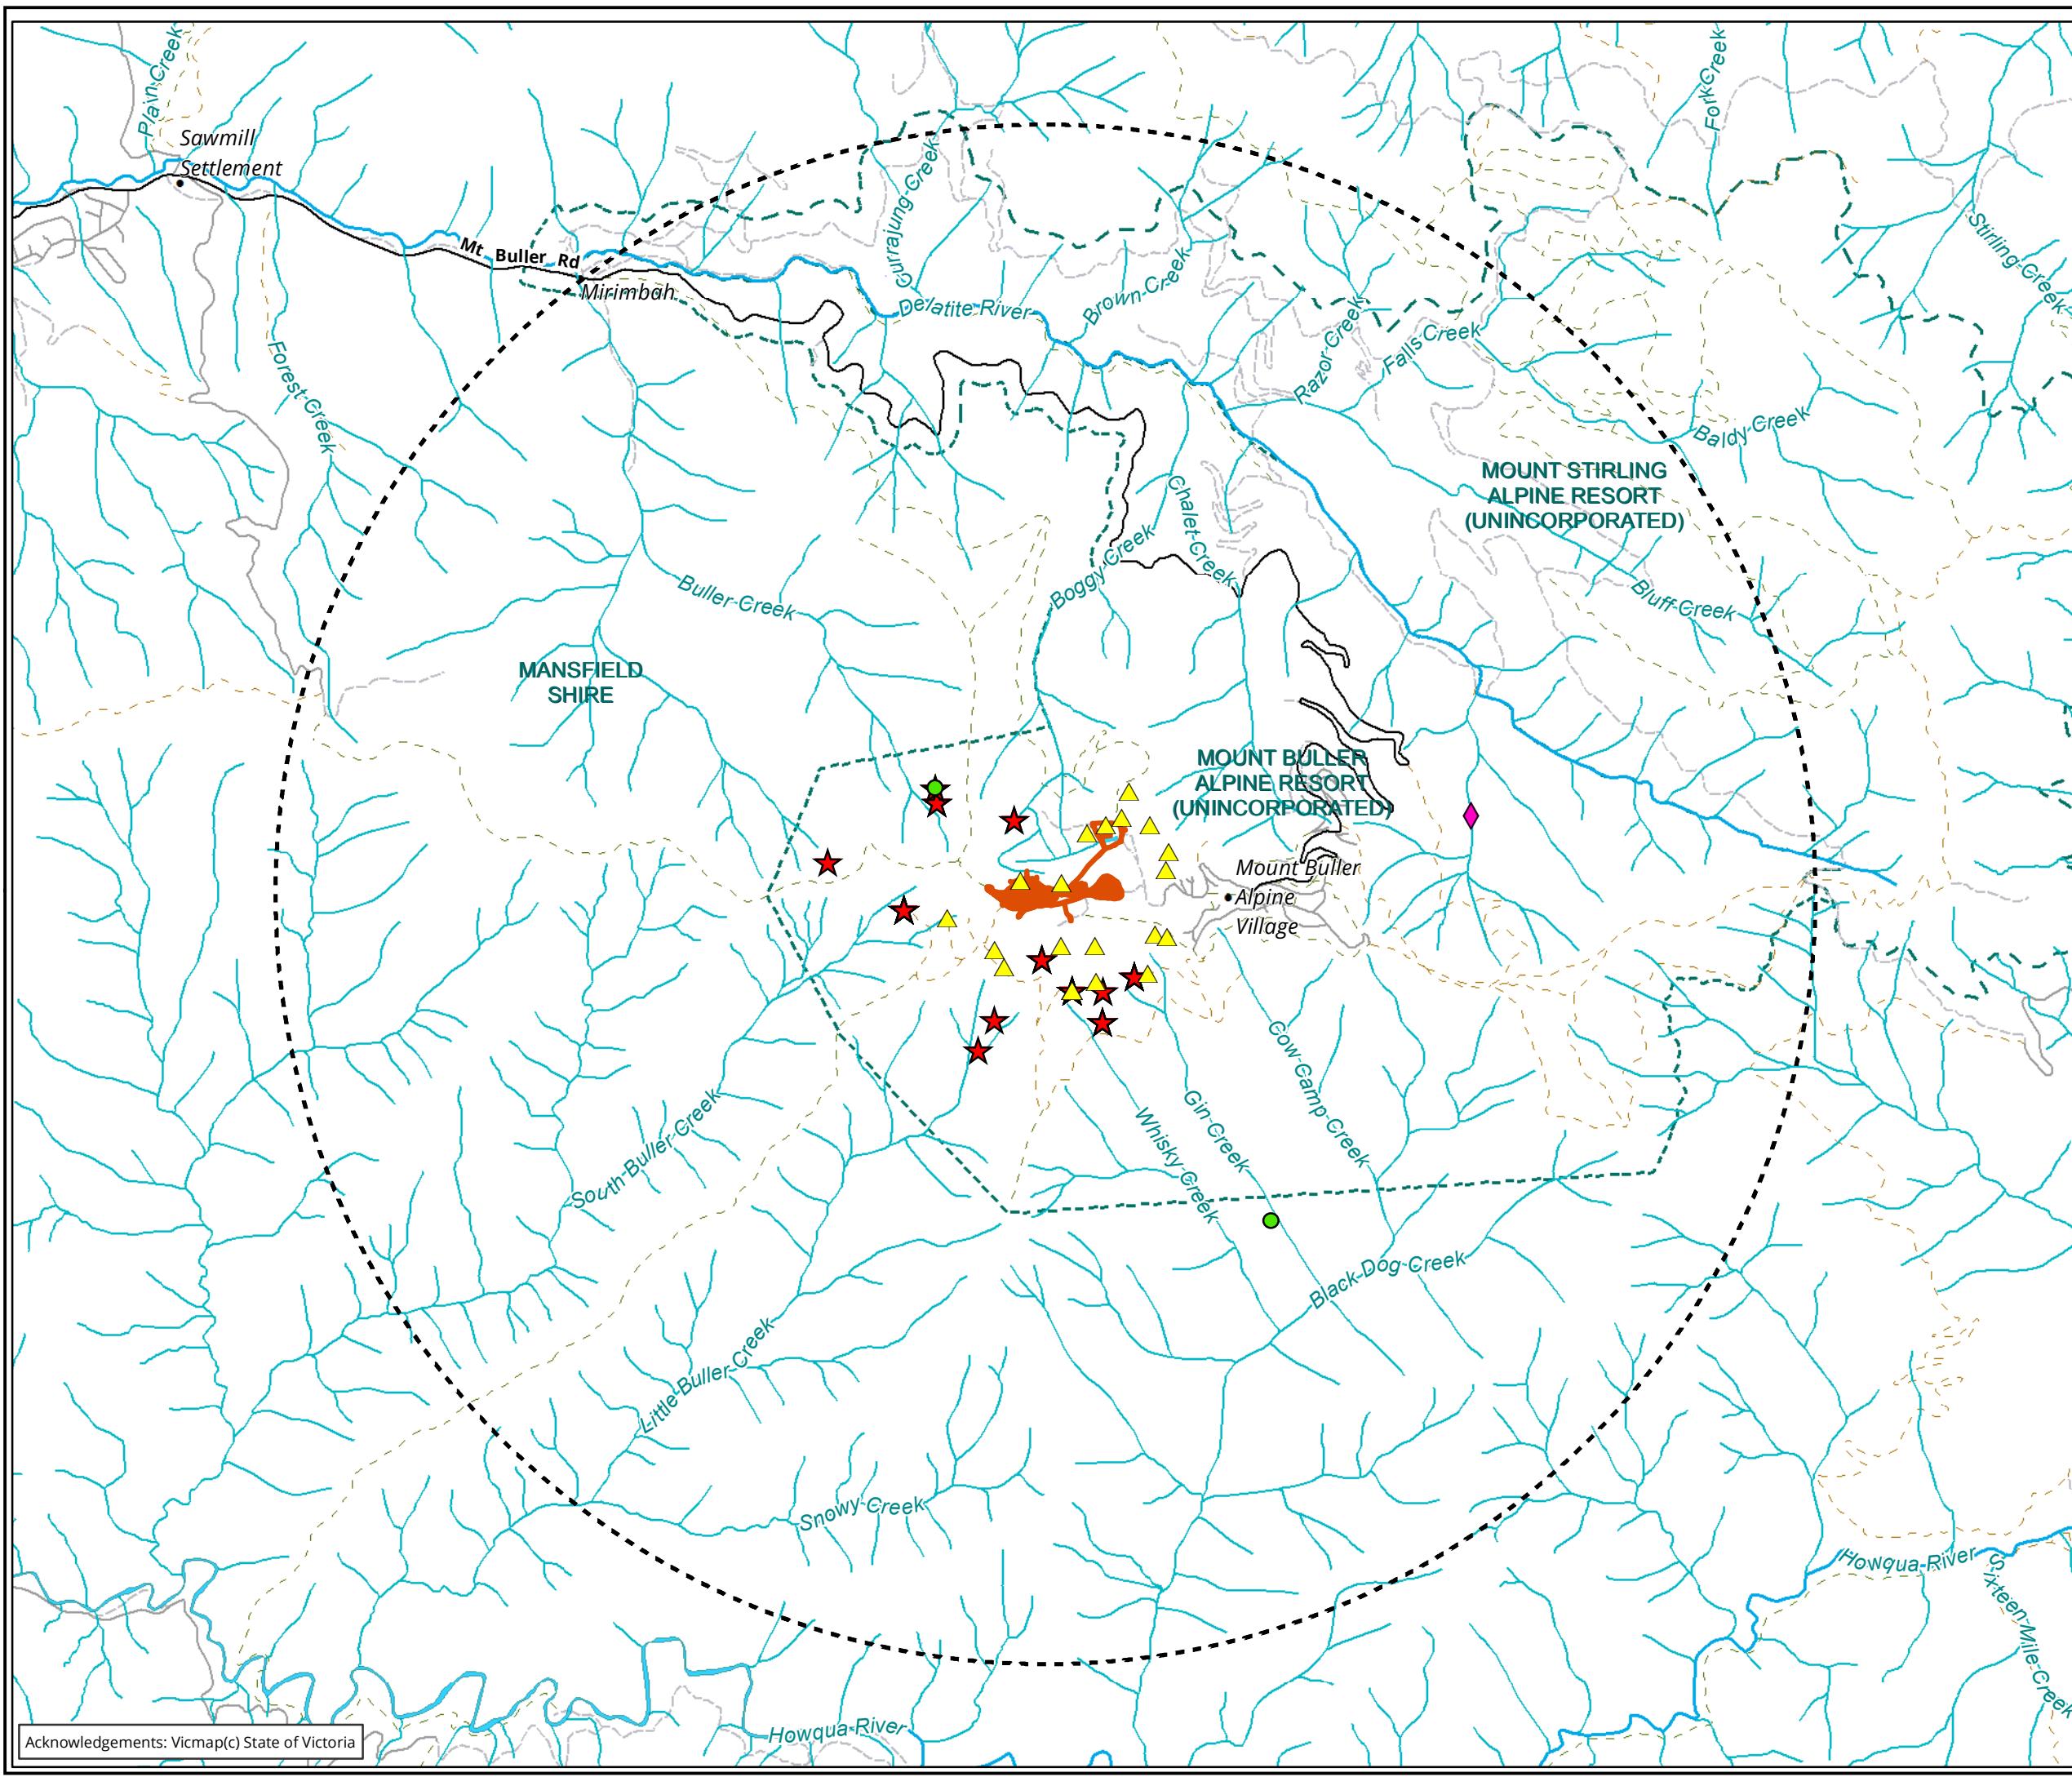 Plain Creek
Fork Creek
Sawmill
Settlement
Currajung Creek
Stirling Creek
Mt Buller Rd
Mirimbah
Delatite River
Brown Creek
Razor Creek
Falls Creek
Forest Creek
Baldy Creek
MOUNT STIRLING
ALPINE RESORT
(UNINCORPORATED)
Chalet Creek
Boggy Creek
Buller Creek
Bluff Creek
MANSFIELD
SHIRE
MOUNT BULLER
ALPINE RESORT
(UNINCORPORATED)
Mount Buller
Alpine
Village
Cow Camp Creek
Gin Creek
Whisky Creek
South Buller Creek
Black Dog Creek
Little Buller Creek
Snowy Creek
Howqua River
Sixteen Mile Creek
Howqua River
Acknowledgements: Vicmap(c) State of Victoria